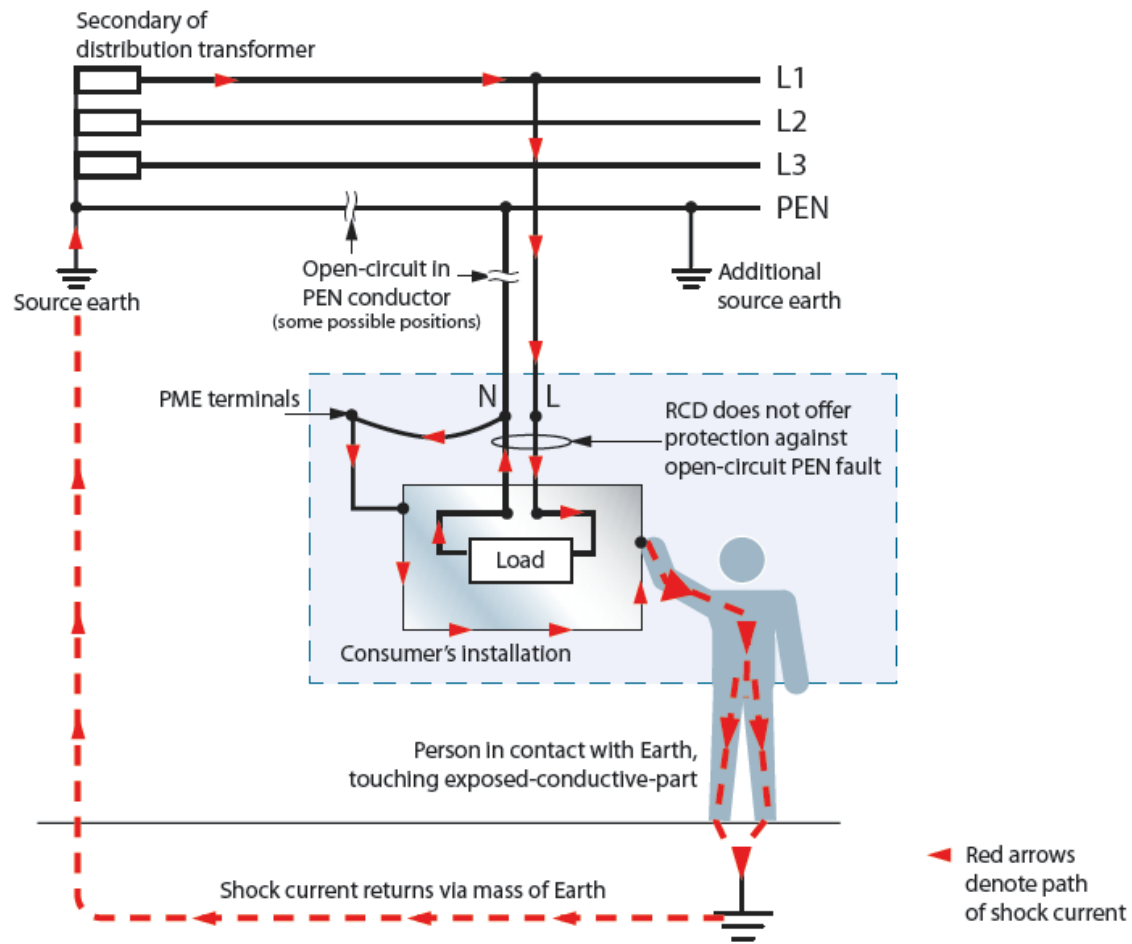 Secondary of
distribution transformer
L1
L2
L3
PEN
Open-circuit in
PEN conductor
(some possible positions)
Source earth
Additional
source earth
PME terminals
N
L
RCD does not offer
protection against
open-circuit PEN fault
Load
Consumer's installation
Person in contact with Earth,
touching exposed-conductive-part
Shock current returns via mass of Earth
Red arrows
denote path
of shock current